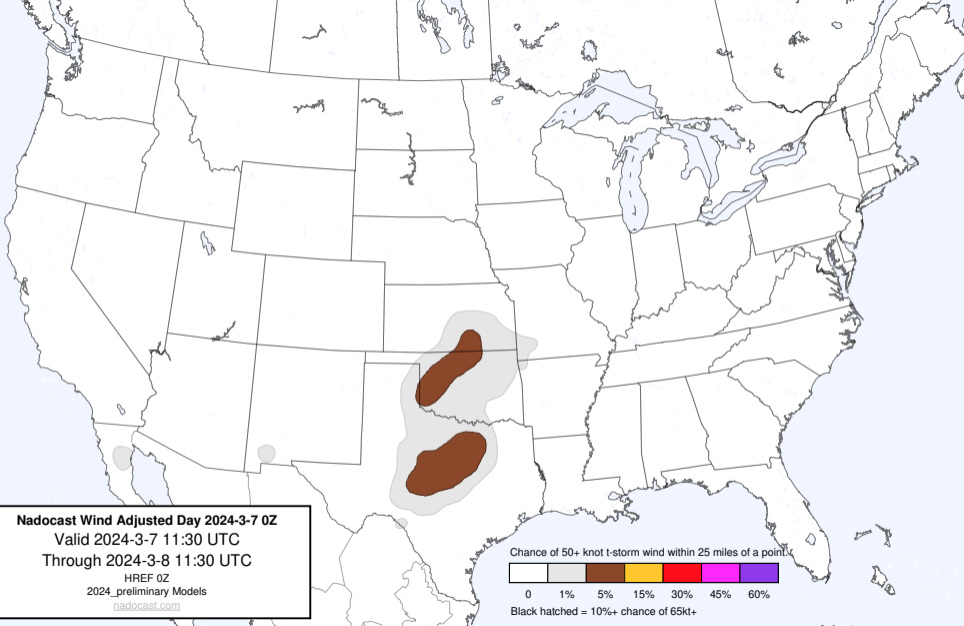 Nadocast Wind Adjusted Day 2024-3-7 0Z
Valid 2024-3-7 11:30 UTC
Through 2024-3-8 11:30 UTC
HREF 0Z
2024_preliminary Models
nadocast.com
Chance of 50+ knot t-storm wind within 25 miles of a point.
0 1% 5% 15% 30% 45% 60%
Black hatched = 10%+ chance of 65kt+